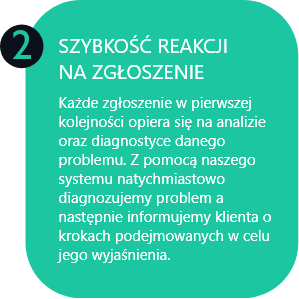 2
SZYBKOŚĆ REAKCJI
NA ZGŁOSZENIE
Każde zgłoszenie w pierwszej
kolejności opiera się na analizie
oraz diagnostyce danego
problemu. Z pomocą naszego
systemu natychmiastowo
diagnozujemy problem a
następnie informujemy klienta o
krokach podejmowanych w celu
jego wyjaśnienia.